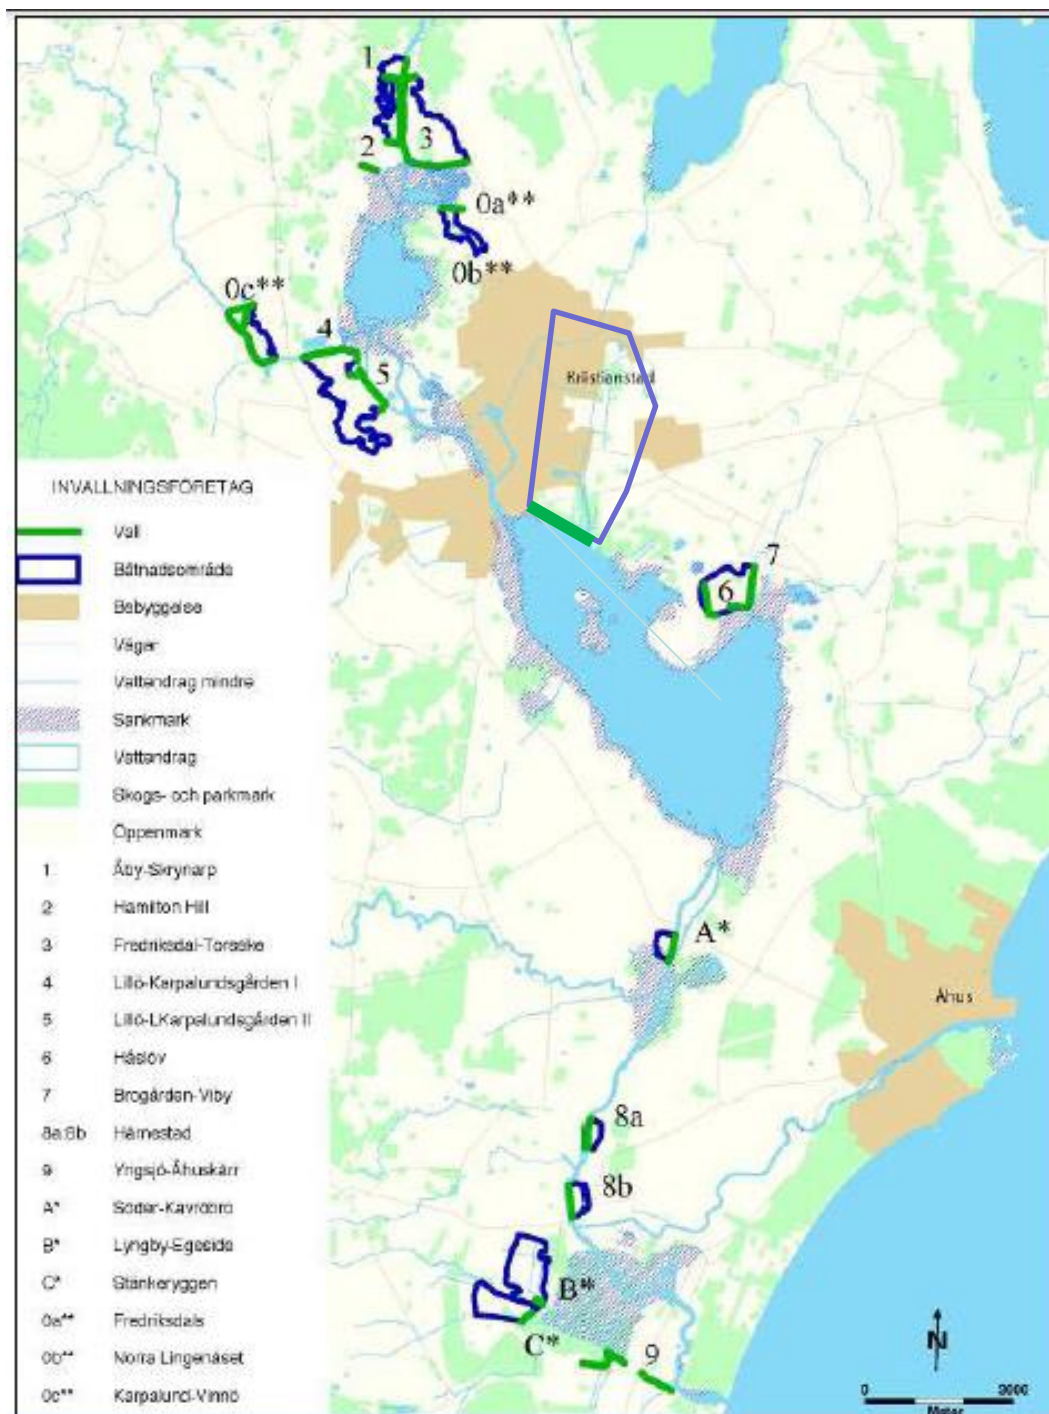 1
3
2
0a**
0b**
0c**
4
5
Kristianstad
7
6
INVALLNINGSFÖRETAG
Vall
Båtnadsområde
Bebyggelse
Vägar
Vattendrag mindre
Sankmark
Vattendrag
Skogs- och parkmark
Öppenmark
1 Åby-Skrynarp
2 Hamilton Hill
3 Fredriksdal-Torseke
4 Lillö-Karpalundsgården I
5 Lillö-LKarpalundsgården II
6 Håslöv
7 Brogården-Viby
8a:8b Härnestad
9 Yngsjö-Åhuskärr
A* Söder-Kavröbro
B* Lyngby-Egeside
C* Stänkeryggen
0a** Fredriksdals
0b** Norra Lingenäset
0c** Karpalund-Vinnö
A*
Åhus
8a
8b
B*
C*
9
N
0 3000
Meter